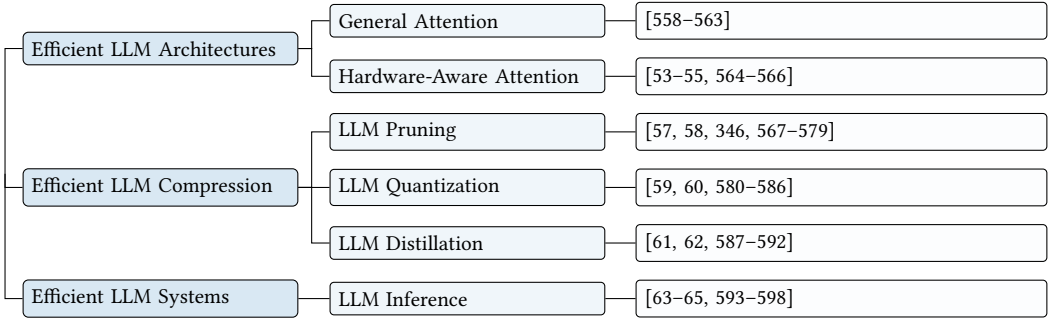 General Attention
[558–563]
Efficient LLM Architectures
Hardware-Aware Attention
[53–55, 564–566]
LLM Pruning
[57, 58, 346, 567–579]
Efficient LLM Compression
LLM Quantization
[59, 60, 580–586]
LLM Distillation
[61, 62, 587–592]
Efficient LLM Systems
LLM Inference
[63–65, 593–598]